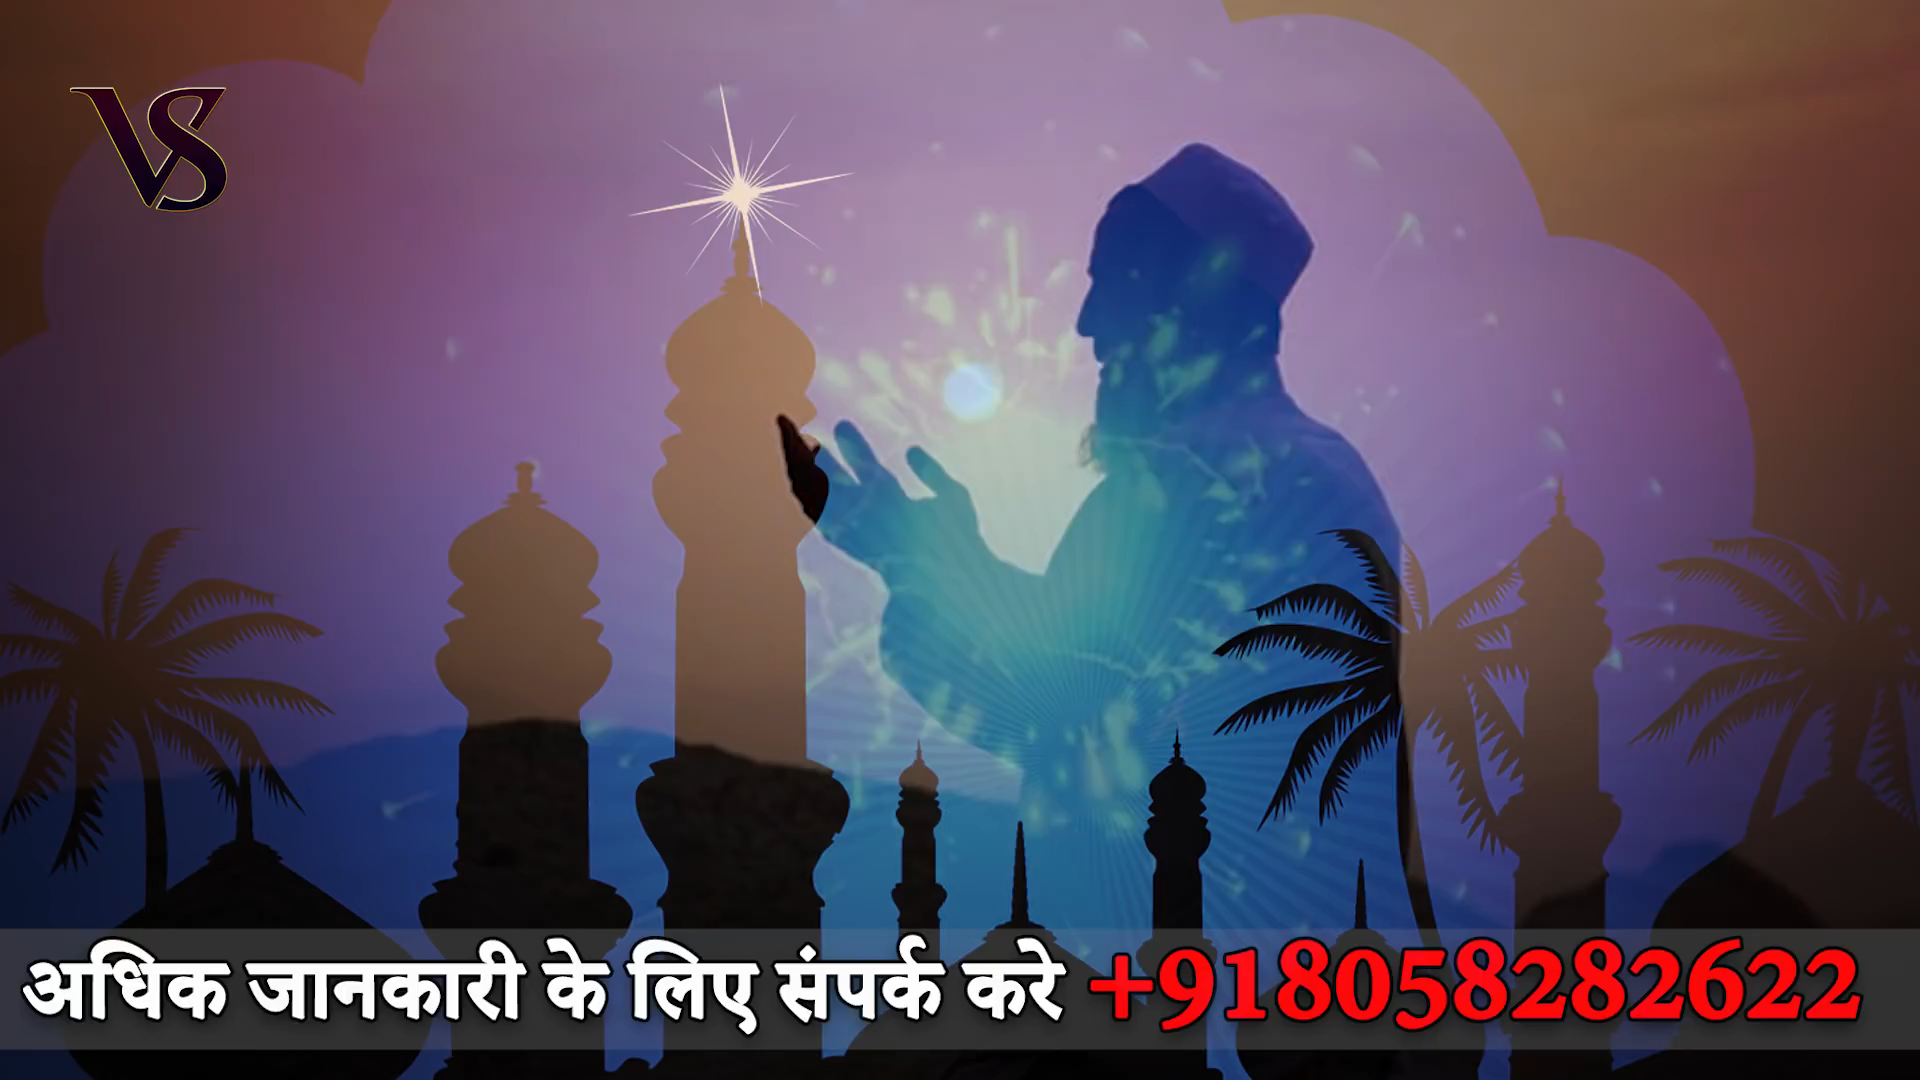 VS
अधिक जानकारी के लिए संपर्क करे +918058282622